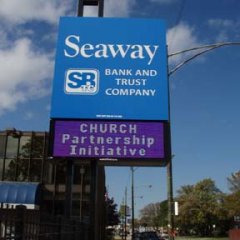 Seaway
SB
BANK AND
TRUST
COMPANY
CHURCH
Partnership
Initiative